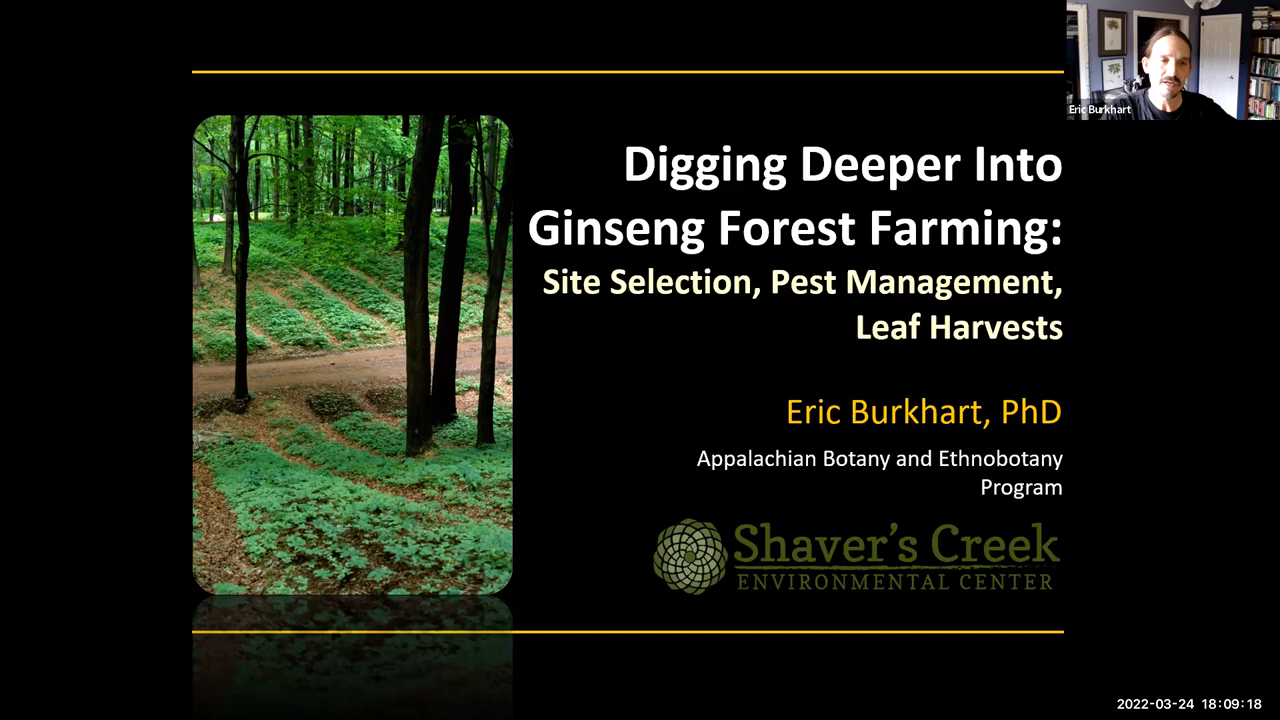 Eric Burkhart
Digging Deeper Into
Ginseng Forest Farming:
Site Selection, Pest Management,
Leaf Harvests
Eric Burkhart, PhD
Appalachian Botany and Ethnobotany
Program
Shaver's Creek
ENVIRONMENTAL CENTER
2022-03-24 18:09:18